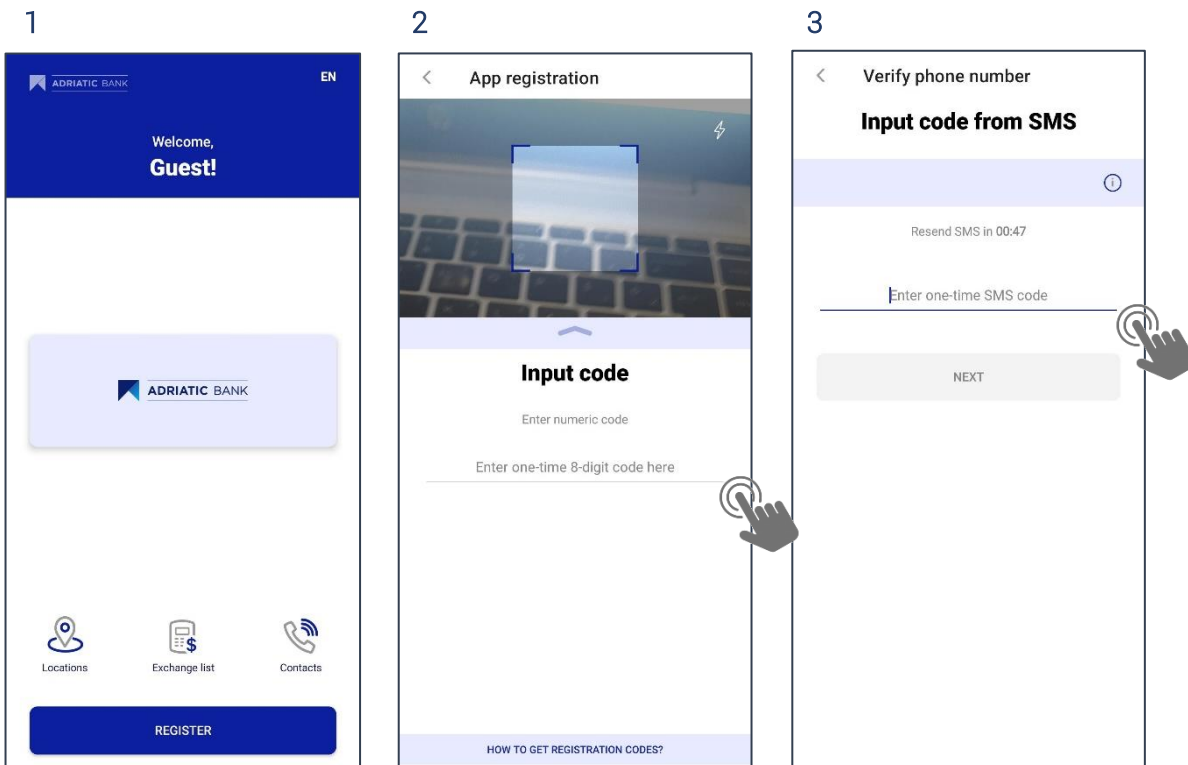 1
ADRIATIC BANK
EN
Welcome,
Guest!
ADRIATIC BANK
Locations
Exchange list
Contacts
REGISTER
2
App registration
Input code
Enter numeric code
Enter one-time 8-digit code here
HOW TO GET REGISTRATION CODES?
3
Verify phone number
Input code from SMS
Resend SMS in 00:47
Enter one-time SMS code
NEXT